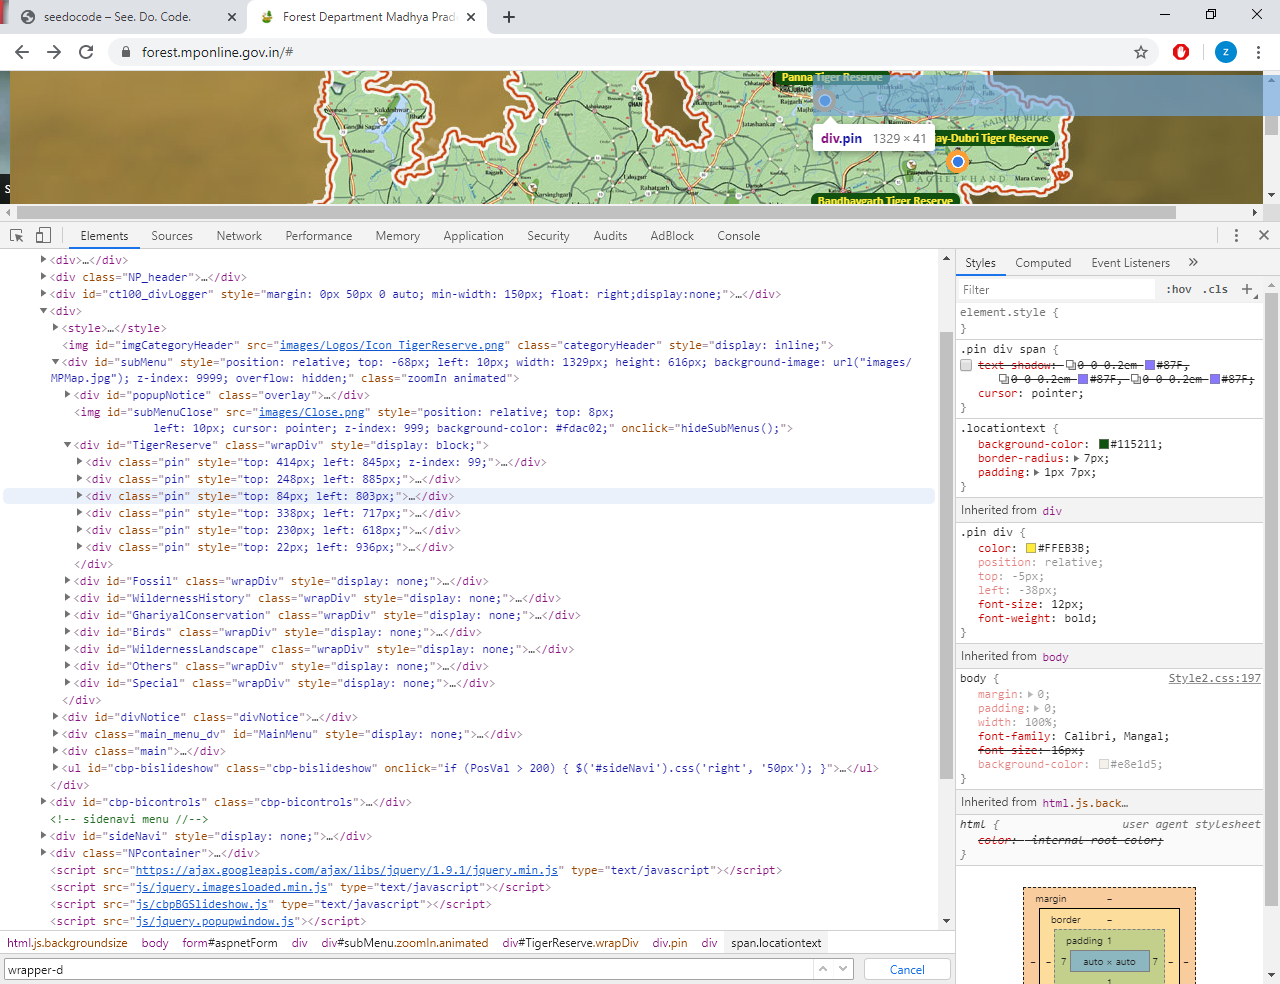 seedocode – See. Do. Code.
Forest Department Madhya Prad
forest.mponline.gov.in/#
z
Panna Tiger Reserve
KHAJURAHO
Kukdeshwar
Gandhi Sagar
Mandsaur
Jatashankar
div.pin 1329 × 41
ay-Dubri Tiger Reserve
BAGHELKHAND
Bandhavgarh Tiger Reserve
Elements Sources Network Performance Memory Application Security Audits AdBlock Console
<div>…</div>
<div class="NP_header">…</div>
<div id="ctl00_divLogger" style="margin: 0px 50px 0 auto; min-width: 150px; float: right;display:none;">…</div>
<div>
<style>…</style>
<img id="imgCategoryHeader" src="images/Logos/Icon_TigerReserve.png" class="categoryHeader" style="display: inline;">
<div id="subMenu" style="position: relative; top: -68px; left: 10px; width: 1329px; height: 616px; background-image: url("images/
MPMap.jpg"); z-index: 9999; overflow: hidden;" class="zoomIn animated">
<div id="popupNotice" class="overlay">…</div>
<img id="subMenuClose" src="images/Close.png" style="position: relative; top: 8px;
left: 10px; cursor: pointer; z-index: 999; background-color: #fdac02;" onclick="hideSubMenus();">
<div id="TigerReserve" class="wrapDiv" style="display: block;">
<div class="pin" style="top: 414px; left: 845px; z-index: 99;">…</div>
<div class="pin" style="top: 248px; left: 885px;">…</div>
<div class="pin" style="top: 84px; left: 803px;">…</div>
<div class="pin" style="top: 338px; left: 717px;">…</div>
<div class="pin" style="top: 230px; left: 618px;">…</div>
<div class="pin" style="top: 22px; left: 936px;">…</div>
</div>
<div id="Fossil" class="wrapDiv" style="display: none;">…</div>
<div id="WildernessHistory" class="wrapDiv" style="display: none;">…</div>
<div id="GhariyalConservation" class="wrapDiv" style="display: none;">…</div>
<div id="Birds" class="wrapDiv" style="display: none;">…</div>
<div id="WildernessLandscape" class="wrapDiv" style="display: none;">…</div>
<div id="Others" class="wrapDiv" style="display: none;">…</div>
<div id="Special" class="wrapDiv" style="display: none;">…</div>
</div>
<div id="divNotice" class="divNotice">…</div>
<div class="main_menu_dv" id="MainMenu" style="display: none;">…</div>
<div class="main">…</div>
<ul id="cbp-bislideshow" class="cbp-bislideshow" onclick="if (PosVal > 200) { $('#sideNavi').css('right', '50px'); }">…</ul>
</div>
<div id="cbp-bicontrols" class="cbp-bicontrols">…</div>
<!-- sidenavi menu //-->
<div id="sideNavi" style="display: none;">…</div>
<div class="NPcontainer">…</div>
<script src="https://ajax.googleapis.com/ajax/libs/jquery/1.9.1/jquery.min.js" type="text/javascript"></script>
<script src="js/jquery.imagesloaded.min.js" type="text/javascript"></script>
<script src="js/cbpBGSlideshow.js" type="text/javascript"></script>
<script src="js/jquery.popupwindow.js"></script>
html.js.backgroundsize body form#aspnetForm div div#subMenu.zoomIn.animated div#TigerReserve.wrapDiv div.pin div span.locationtext
wrapper-d
Cancel
Styles Computed Event Listeners »
Filter :hov .cls +
element.style {
}
.pin div span {
text-shadow: 0 0 0.2em #87F,
0 0 0.2em #87F, 0 0 0.2em #87F;
cursor: pointer;
}
.locationtext {
background-color: #115211;
border-radius: 7px;
padding: 1px 7px;
}
Inherited from div
.pin div {
color: #FFEB3B;
position: relative;
top: -5px;
left: -38px;
font-size: 12px;
font-weight: bold;
}
Inherited from body
body { Style2.css:197
margin: 0;
padding: 0;
width: 100%;
font-family: Calibri, Mangal;
font-size: 16px;
background-color: #e8e1d5;
}
Inherited from html.js.back…
html { user agent stylesheet
color: -internal-root-color;
}
margin –
border –
padding 1
– – 7 auto × auto 7 – –
1